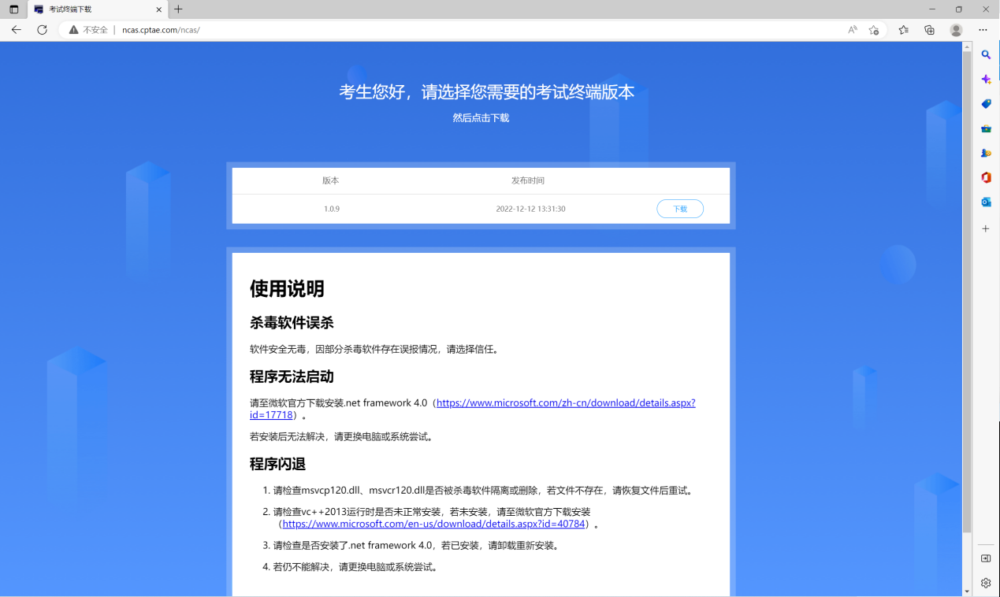 考试终端下载
不安全
ncas.cptae.com/ncas/
考生您好，请选择您需要的考试终端版本
然后点击下载
版本 发布时间
1.0.9 2022-12-12 13:31:30 下载
使用说明
杀毒软件误杀
软件安全无毒，因部分杀毒软件存在误报情况，请选择信任。
程序无法启动
请至微软官方下载安装.net framework 4.0（https://www.microsoft.com/zh-cn/download/details.aspx?
id=17718）。
若安装后无法解决，请更换电脑或系统尝试。
程序闪退
1. 请检查msvcp120.dll、msvcr120.dll是否被杀毒软件隔离或删除，若文件不存在，请恢复文件后重试。
2. 请检查vc++2013运行时是否未正常安装，若未安装，请至微软官方下载安装
（https://www.microsoft.com/en-us/download/details.aspx?id=40784）。
3. 请检查是否安装了.net framework 4.0，若已安装，请卸载重新安装。
4. 若仍不能解决，请更换电脑或系统尝试。